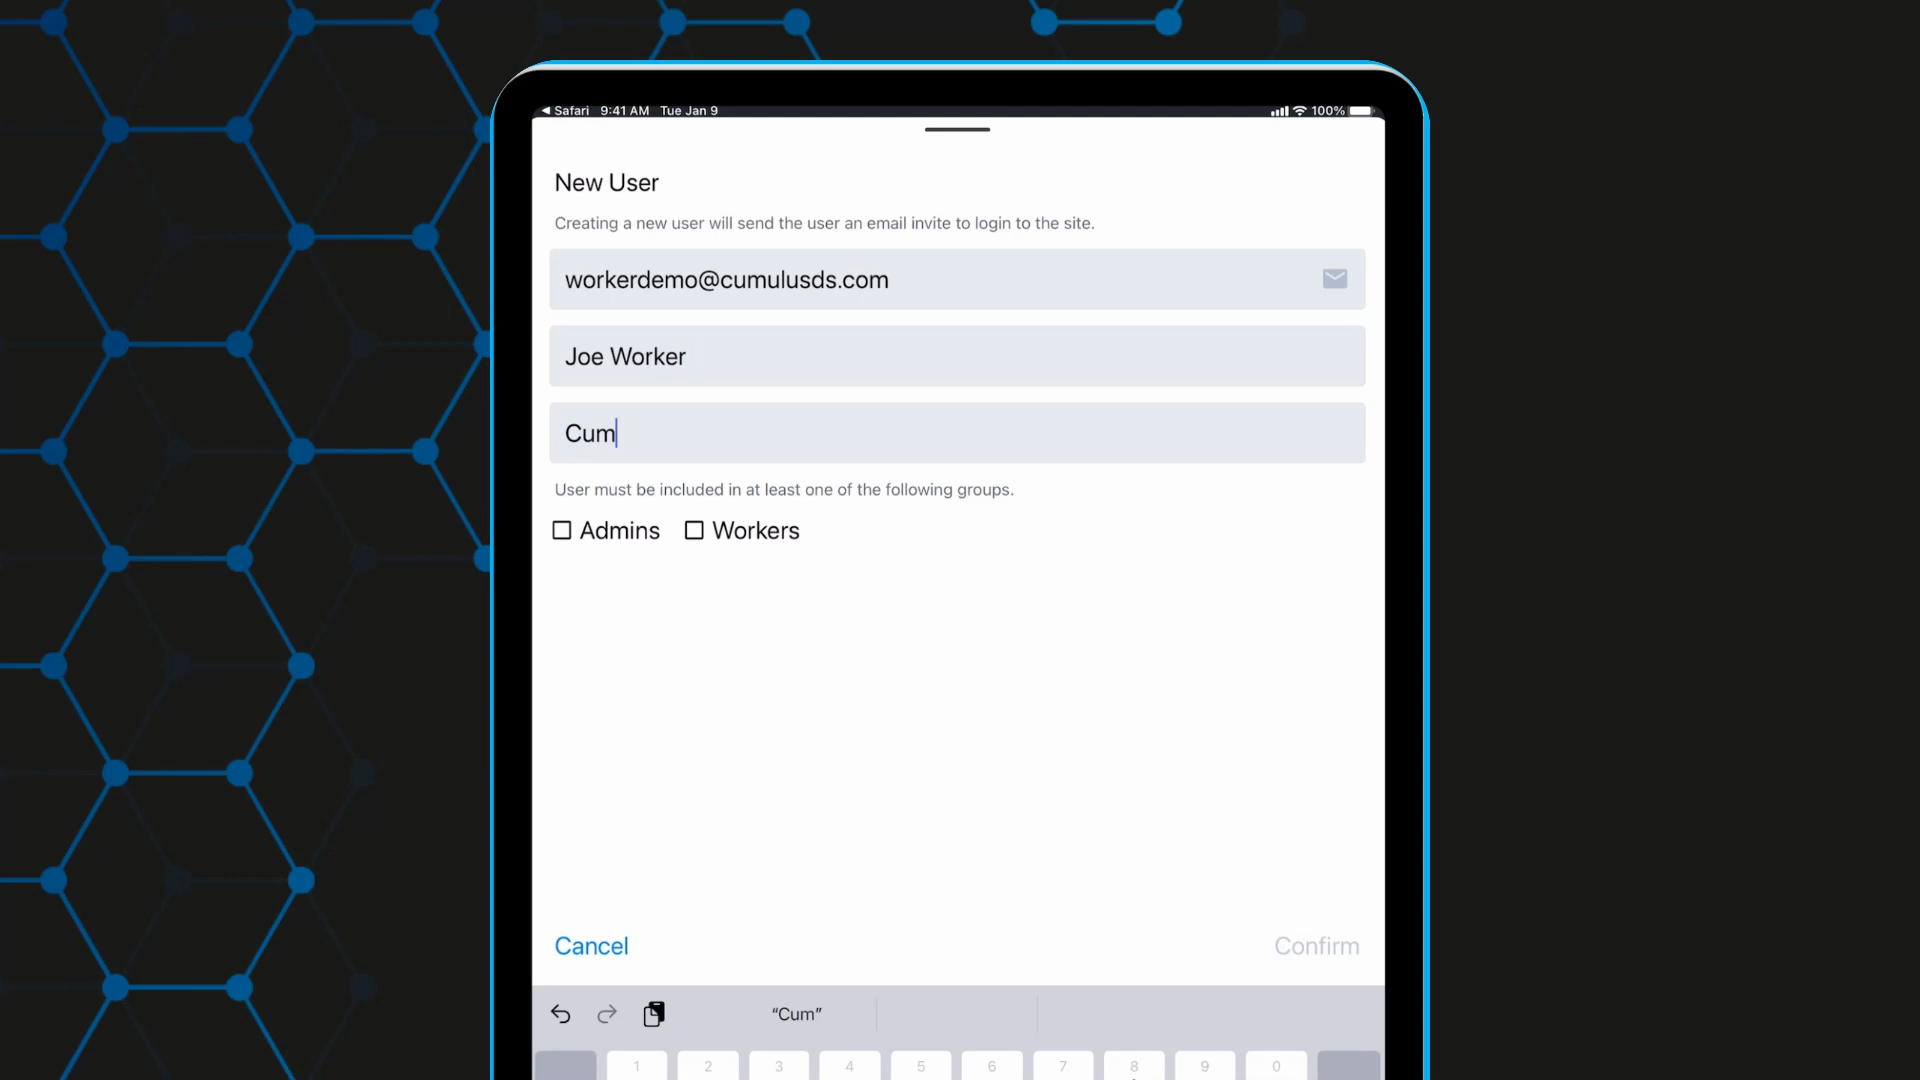 ◀ Safari 9:41 AM Tue Jan 9 100%
New User
Creating a new user will send the user an email invite to login to the site.
workerdemo@cumulusds.com
Joe Worker
Cum
User must be included in at least one of the following groups.
Admins Workers
Cancel Confirm
“Cum”
1 2 3 4 5 6 7 8 9 0